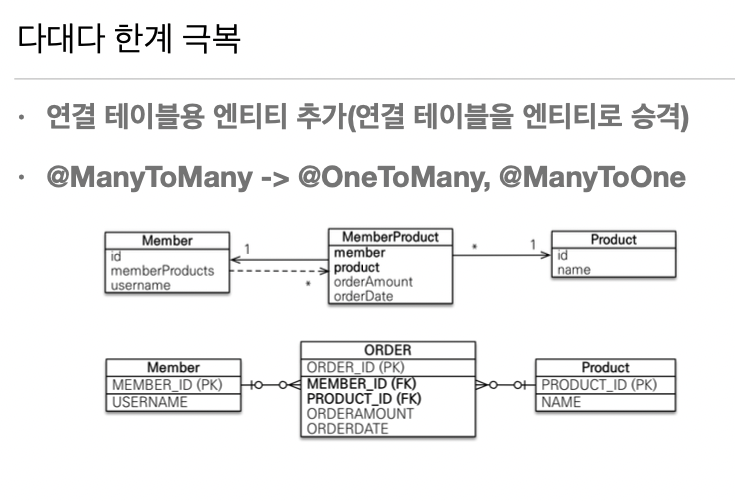 다대다 한계 극복
• 연결 테이블용 엔티티 추가(연결 테이블을 엔티티로 승격)
• @ManyToMany -> @OneToMany, @ManyToOne
Member
id
memberProducts
username
1
*
MemberProduct
member
product
orderAmount
orderDate
*
1
Product
id
name
Member
MEMBER_ID (PK)
USERNAME
ORDER
ORDER_ID (PK)
MEMBER_ID (FK)
PRODUCT_ID (FK)
ORDERAMOUNT
ORDERDATE
Product
PRODUCT_ID (PK)
NAME